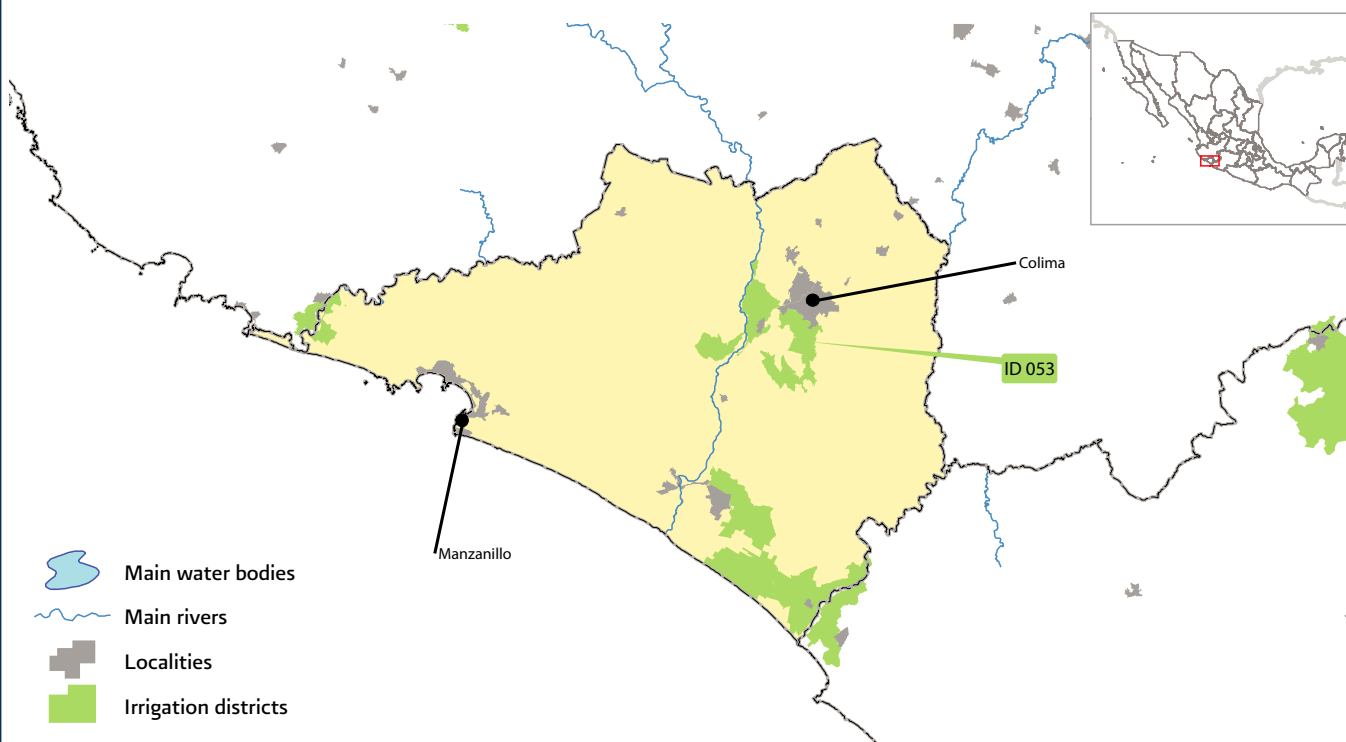 Colima
ID 053
Manzanillo
Main water bodies
Main rivers
Localities
Irrigation districts